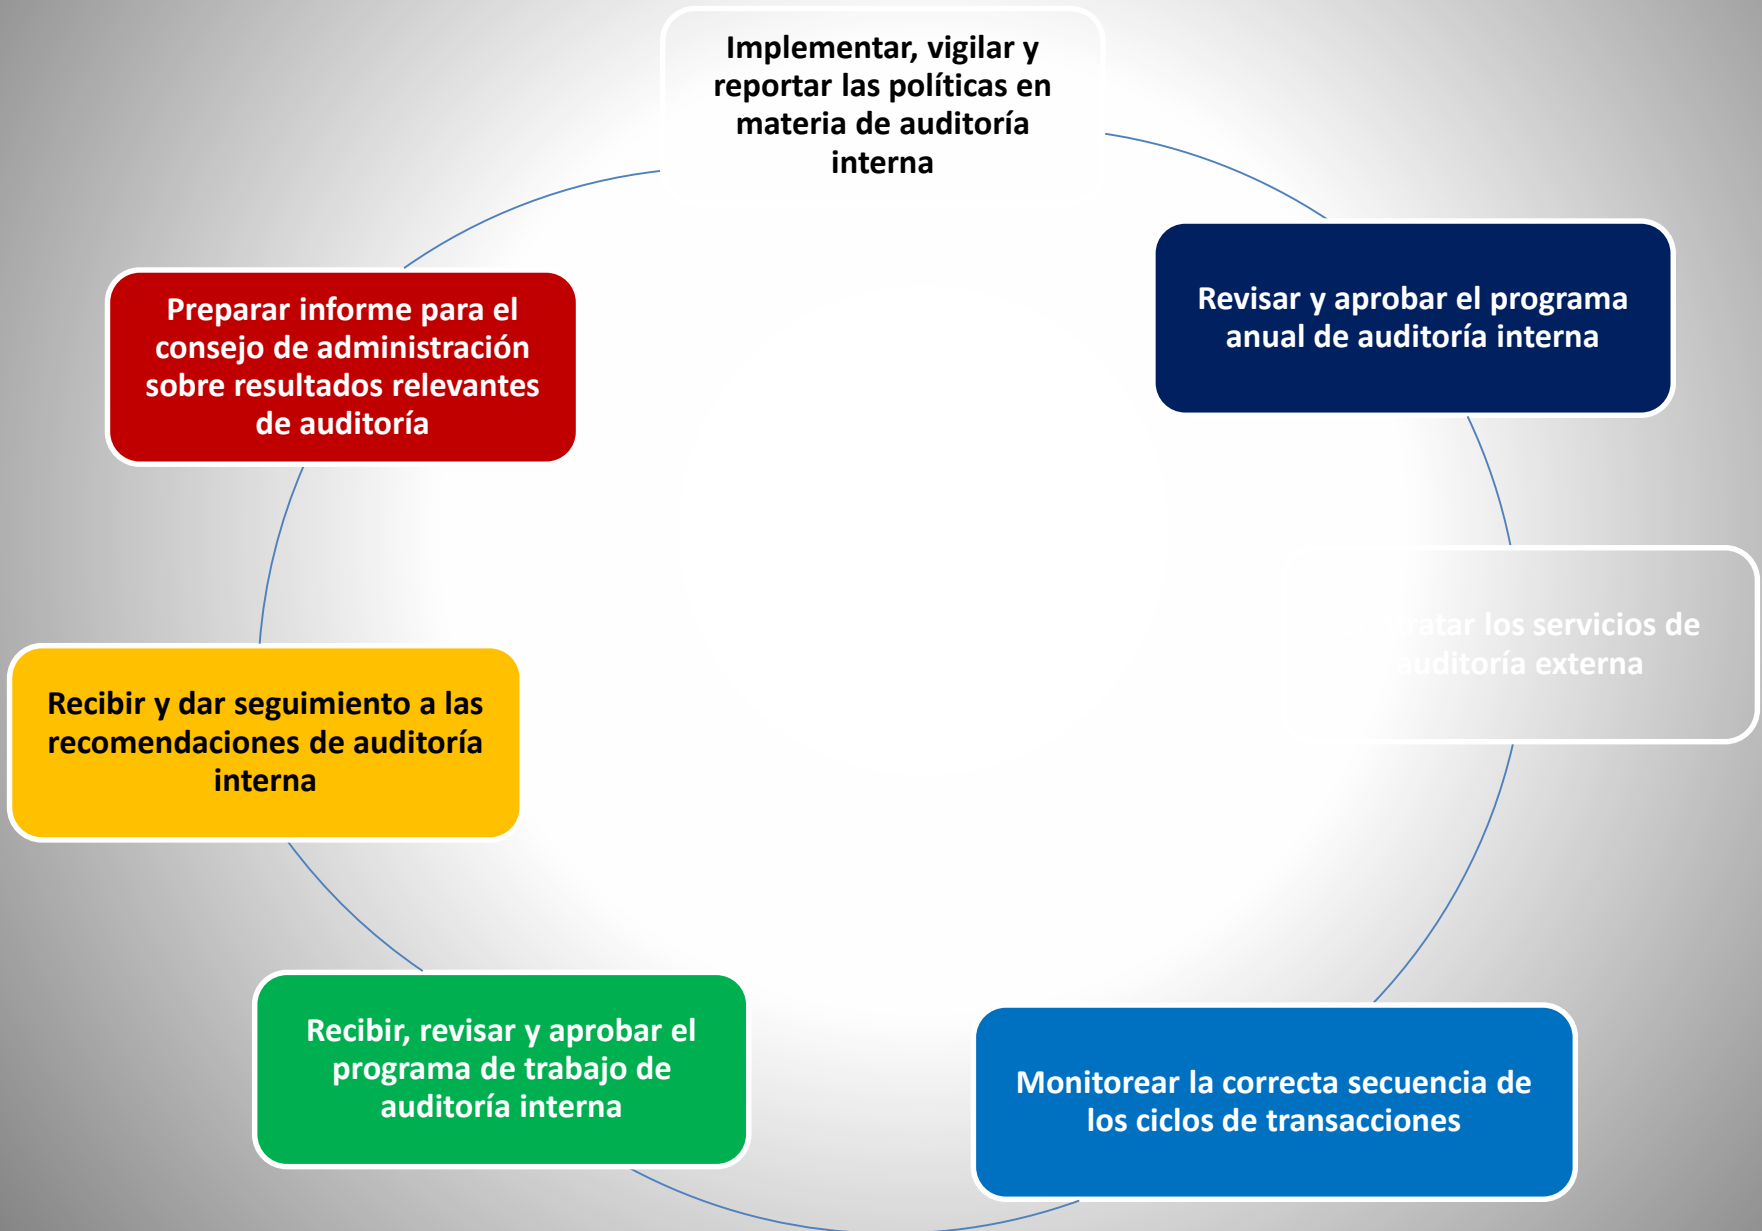 Implementar, vigilar y
reportar las políticas en
materia de auditoría
interna
Revisar y aprobar el programa
anual de auditoría interna
los servicios de
auditoría externa
Monitorear la correcta secuencia de
los ciclos de transacciones
Recibir, revisar y aprobar el
programa de trabajo de
auditoría interna
Recibir y dar seguimiento a las
recomendaciones de auditoría
interna
Preparar informe para el
consejo de administración
sobre resultados relevantes
de auditoría